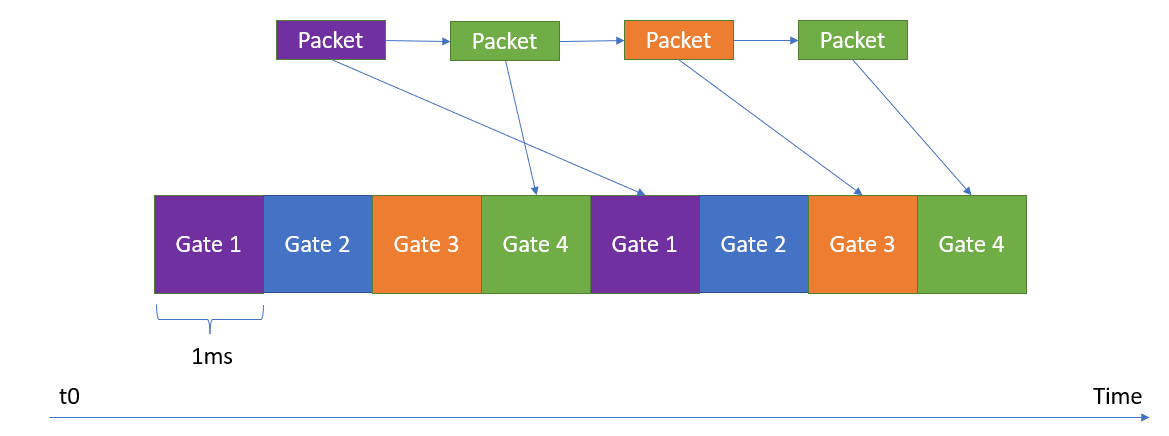 Packet Packet Packet Packet
Gate 1 Gate 2 Gate 3 Gate 4 Gate 1 Gate 2 Gate 3 Gate 4
1ms
t0 Time